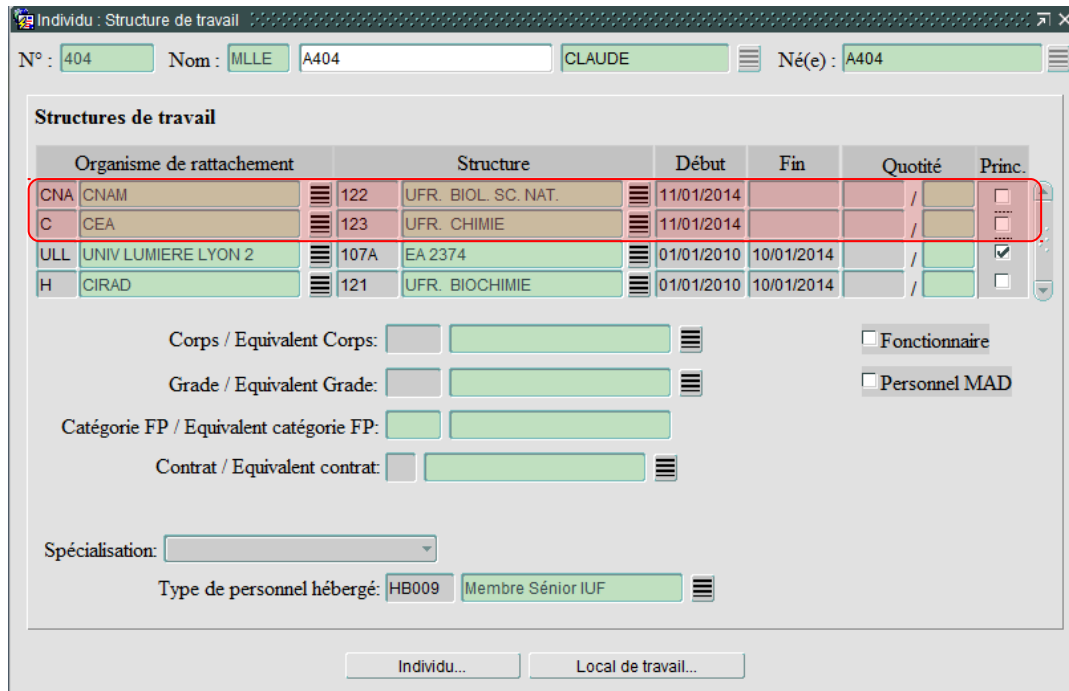 Individu : Structure de travail
N° : 404 Nom : MLLE A404 CLAUDE Né(e) : A404
Structures de travail
Organisme de rattachement Structure Début Fin Quotité Princ.
CNA CNAM 122 UFR. BIOL. SC. NAT. 11/01/2014 /
C CEA 123 UFR. CHIMIE 11/01/2014 /
ULL UNIV LUMIERE LYON 2 107A EA 2374 01/01/2010 10/01/2014 /
H CIRAD 121 UFR. BIOCHIMIE 01/01/2010 10/01/2014 /
Corps / Equivalent Corps: Fonctionnaire
Grade / Equivalent Grade: Personnel MAD
Catégorie FP / Equivalent catégorie FP:
Contrat / Equivalent contrat:
Spécialisation:
Type de personnel hébergé: HB009 Membre Sénior IUF
Individu... Local de travail...